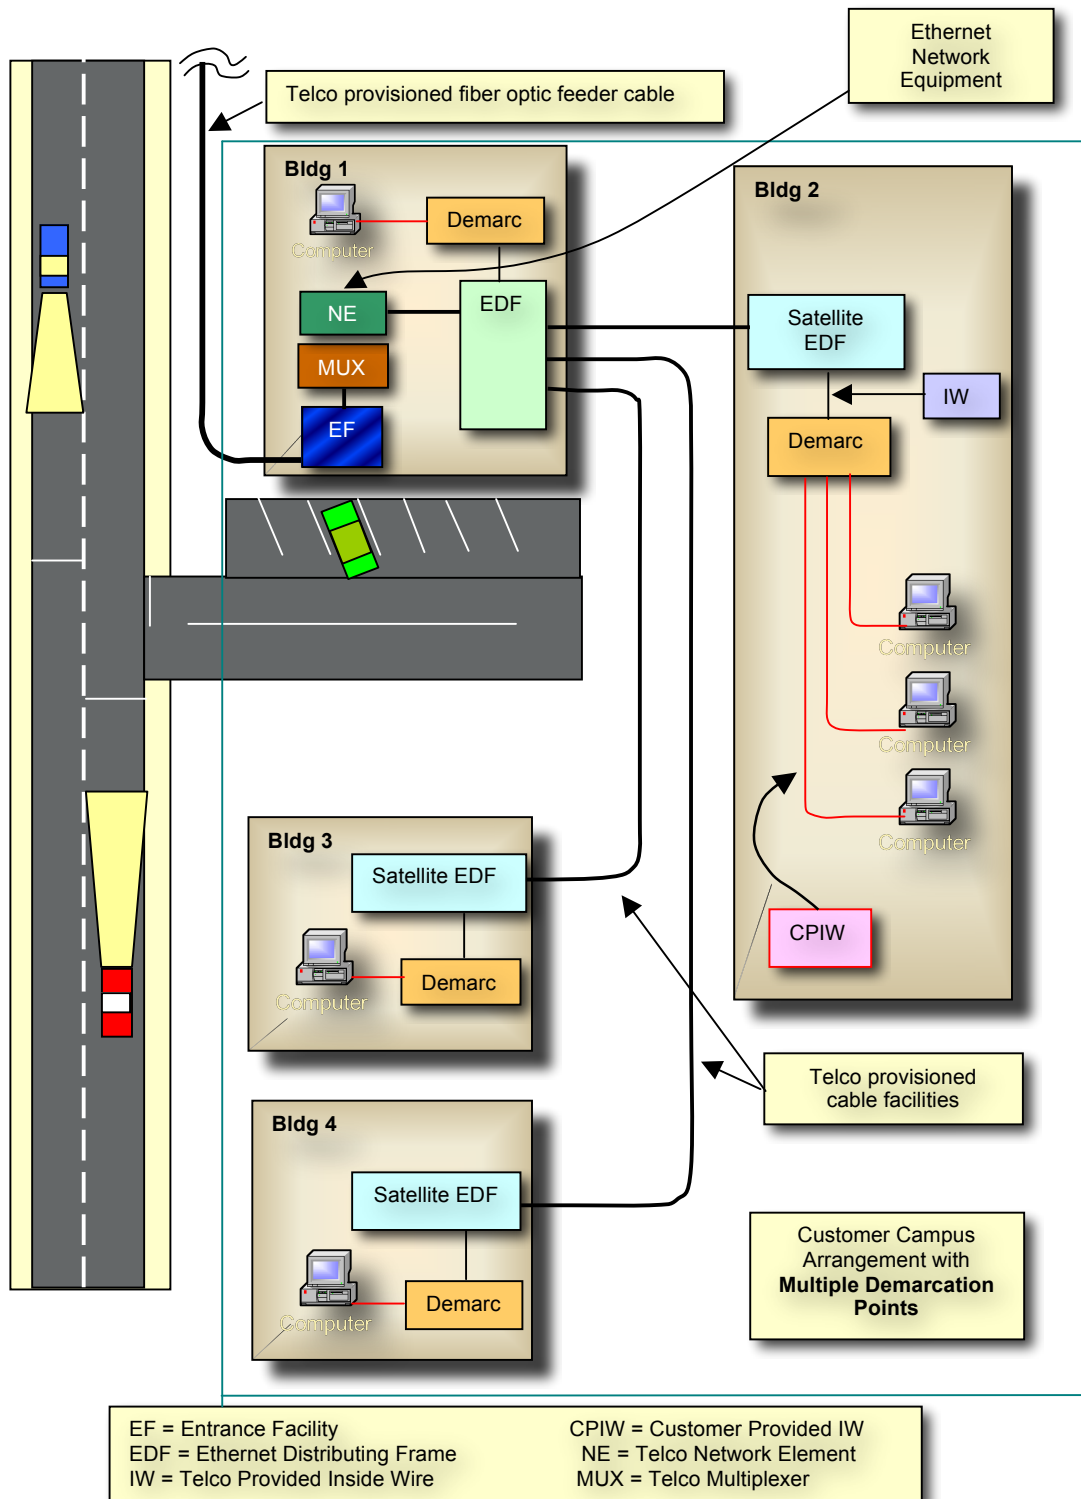 Ethernet
Network
Equipment
Telco provisioned fiber optic feeder cable
Bldg 1
Computer
Demarc
NE
EDF
MUX
EF
Bldg 2
Satellite
EDF
IW
Demarc
Computer
Computer
Computer
CPIW
Bldg 3
Satellite EDF
Computer
Demarc
Telco provisioned
cable facilities
Bldg 4
Satellite EDF
Computer
Demarc
Customer Campus
Arrangement with
Multiple Demarcation
Points
EF = Entrance Facility
EDF = Ethernet Distributing Frame
IW = Telco Provided Inside Wire
CPIW = Customer Provided IW
NE = Telco Network Element
MUX = Telco Multiplexer